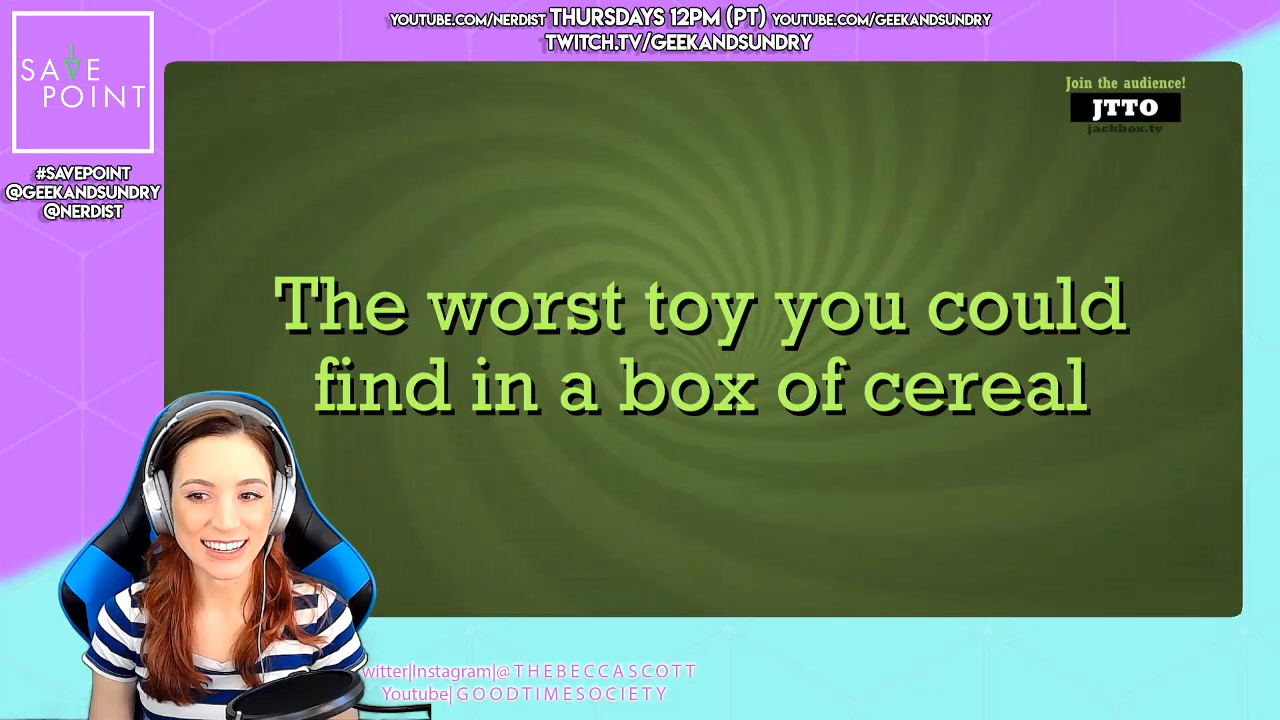 YOUTUBE.COM/NERDIST THURSDAYS 12PM (PT) YOUTUBE.COM/GEEKANDSUNDRY
TWITCH.TV/GEEKANDSUNDRY
SAVE
POINT
#SAVEPOINT
@GEEKANDSUNDRY
@NERDIST
Join the audience!
JTTO
jackbox.tv
The worst toy you could
find in a box of cereal
witter|Instagram|@THEBECCASCOTT
Youtube|GOODTIMESOCIETY